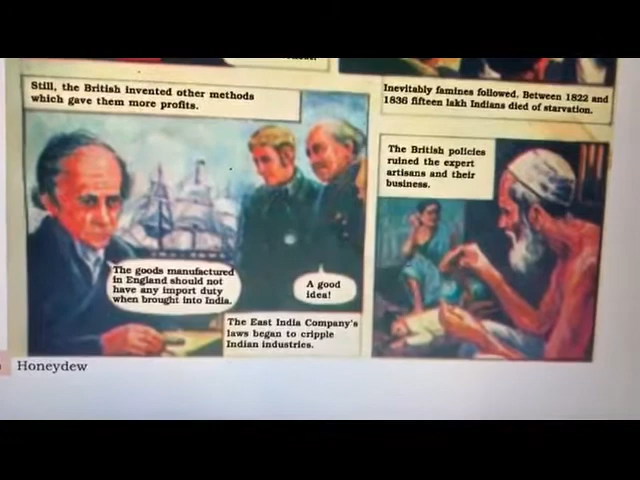 Still, the British invented other methods
which gave them more profits.
Inevitably famines followed. Between 1822 and
1836 fifteen lakh Indians died of starvation.
The goods manufactured
in England should not
have any import duty
when brought into India.
A good
idea!
The East India Company's
laws began to cripple
Indian industries.
The British policies
ruined the expert
artisans and their
business.
Honeydew